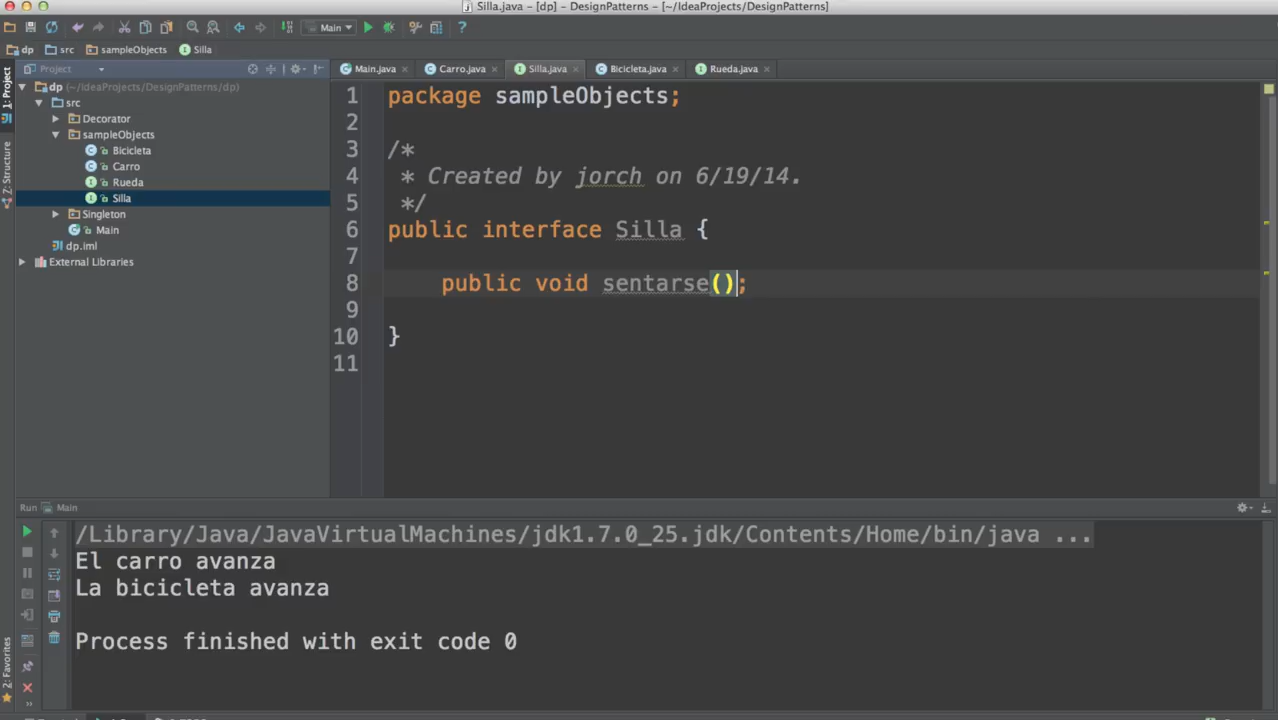 Silla.java - [dp] - DesignPatterns - [~/IdeaProjects/DesignPatterns]
Main
dp src sampleObjects Silla
Project
Main.java Carro.java Silla.java Bicicleta.java Rueda.java
1: Project
Z: Structure
2: Favorites
dp (~/IdeaProjects/DesignPatterns/dp)
src
Decorator
sampleObjects
Bicicleta
Carro
Rueda
Silla
Singleton
Main
dp.iml
External Libraries
1 package sampleObjects;
2
3 /*
4 * Created by jorch on 6/19/14.
5 */
6 public interface Silla {
7
8 public void sentarse();
9
10 }
11
Run Main
/Library/Java/JavaVirtualMachines/jdk1.7.0_25.jdk/Contents/Home/bin/java ...
El carro avanza
La bicicleta avanza
Process finished with exit code 0